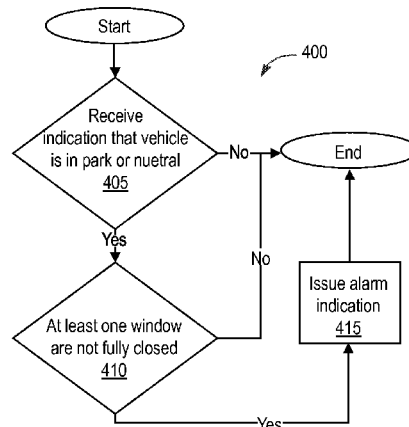 Start
400
Receive
indication that vehicle
is in park or nuetral
405
No
End
Yes
No
At least one window
are not fully closed
410
Issue alarm
indication
415
Yes